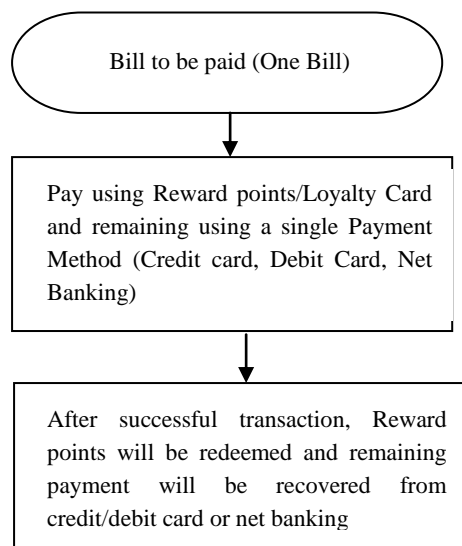 Bill to be paid (One Bill)
Pay using Reward points/Loyalty Card
and remaining using a single Payment
Method (Credit card, Debit Card, Net
Banking)
After successful transaction, Reward
points will be redeemed and remaining
payment will be recovered from
credit/debit card or net banking